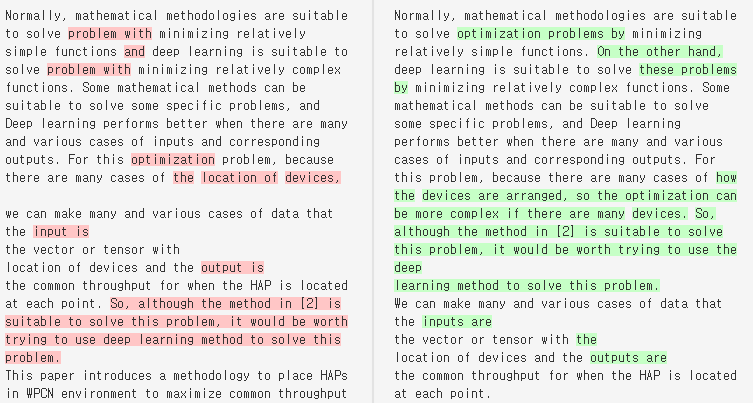 Normally, mathematical methodologies are suitable
to solve problem with minimizing relatively
simple functions and deep learning is suitable to
solve problem with minimizing relatively complex
functions. Some mathematical methods can be
suitable to solve some specific problems, and
Deep learning performs better when there are many
and various cases of inputs and corresponding
outputs. For this optimization problem, because
there are many cases of the location of devices,
we can make many and various cases of data that
the input is
the vector or tensor with
location of devices and the output is
the common throughput for when the HAP is located
at each point. So, although the method in [2] is
suitable to solve this problem, it would be worth
trying to use deep learning method to solve this
problem.
This paper introduces a methodology to place HAPs
in WPCN environment to maximize common throughput
Normally, mathematical methodologies are suitable
to solve optimization problems by minimizing
relatively simple functions. On the other hand,
deep learning is suitable to solve these problems
by minimizing relatively complex functions. Some
mathematical methods can be suitable to solve
some specific problems, and Deep learning
performs better when there are many and various
cases of inputs and corresponding outputs. For
this problem, because there are many cases of how
the devices are arranged, so the optimization can
be more complex if there are many devices. So,
although the method in [2] is suitable to solve
this problem, it would be worth trying to use the
deep
learning method to solve this problem.
We can make many and various cases of data that
the inputs are
the vector or tensor with the
location of devices and the outputs are
the common throughput for when the HAP is located
at each point.